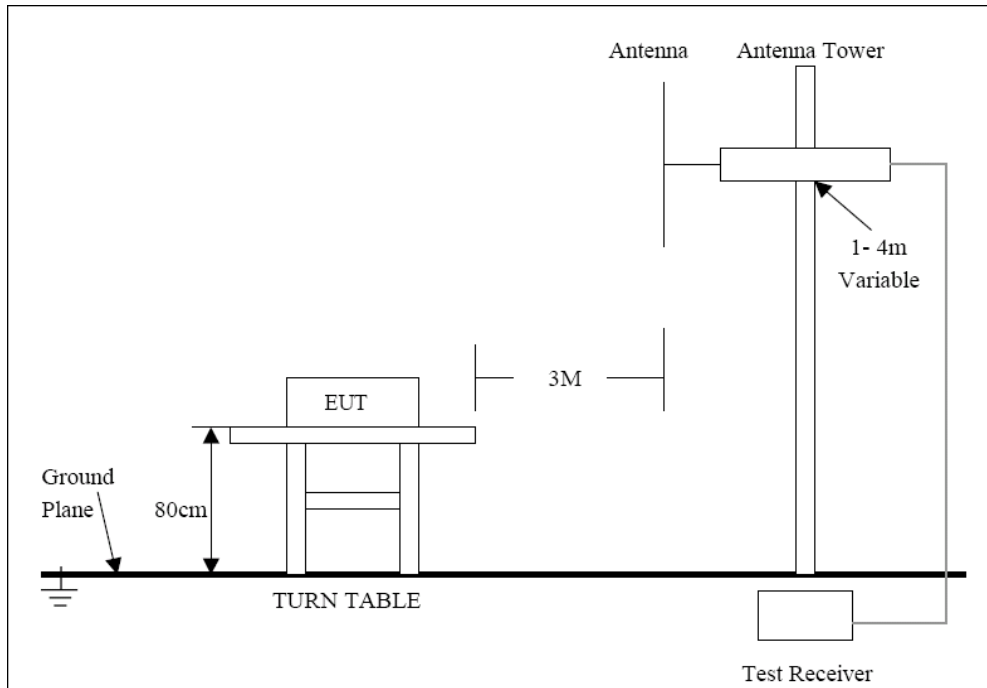 Antenna
Antenna Tower
1- 4m
Variable
3M
EUT
Ground
Plane
80cm
TURN TABLE
Test Receiver